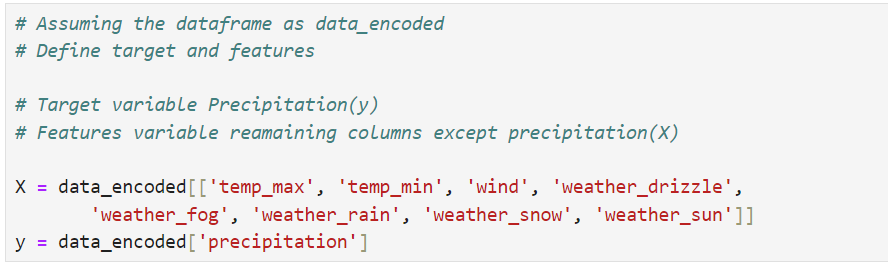 # Assuming the dataframe as data_encoded
# Define target and features
# Target variable Precipitation(y)
# Features variable reamaining columns except precipitation(X)
X = data_encoded[['temp_max', 'temp_min', 'wind', 'weather_drizzle',
'weather_fog', 'weather_rain', 'weather_snow', 'weather_sun']]
y = data_encoded['precipitation']